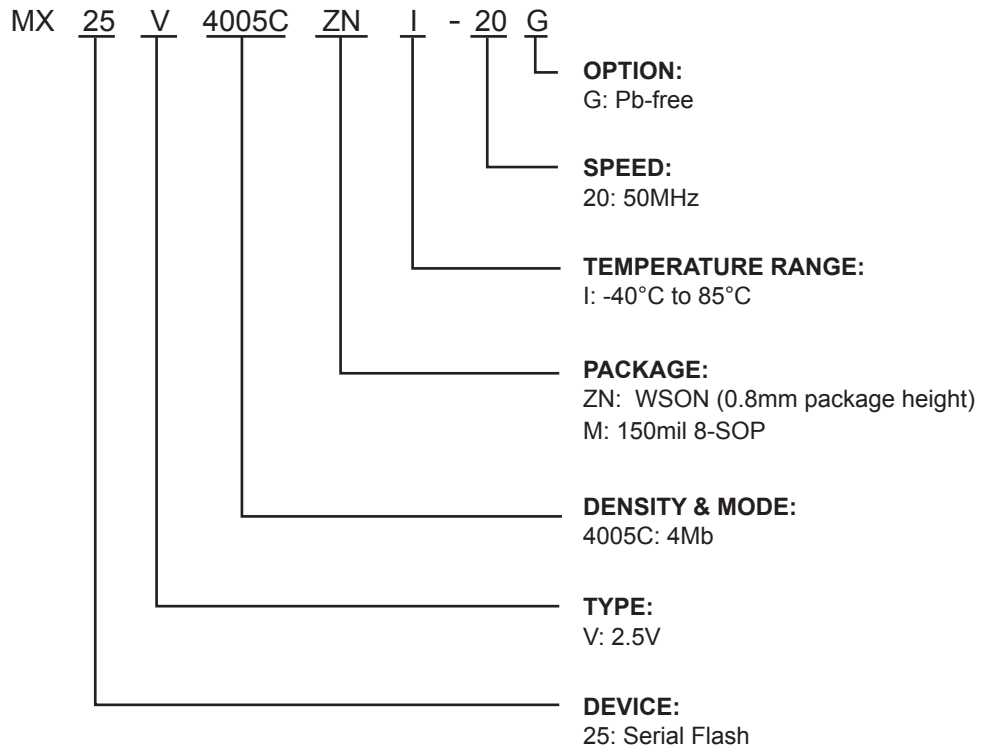 MX 25 V 4005C ZN I - 20 G
OPTION:
G: Pb-free
SPEED:
20: 50MHz
TEMPERATURE RANGE:
I: -40°C to 85°C
PACKAGE:
ZN: WSON (0.8mm package height)
M: 150mil 8-SOP
DENSITY & MODE:
4005C: 4Mb
TYPE:
V: 2.5V
DEVICE:
25: Serial Flash